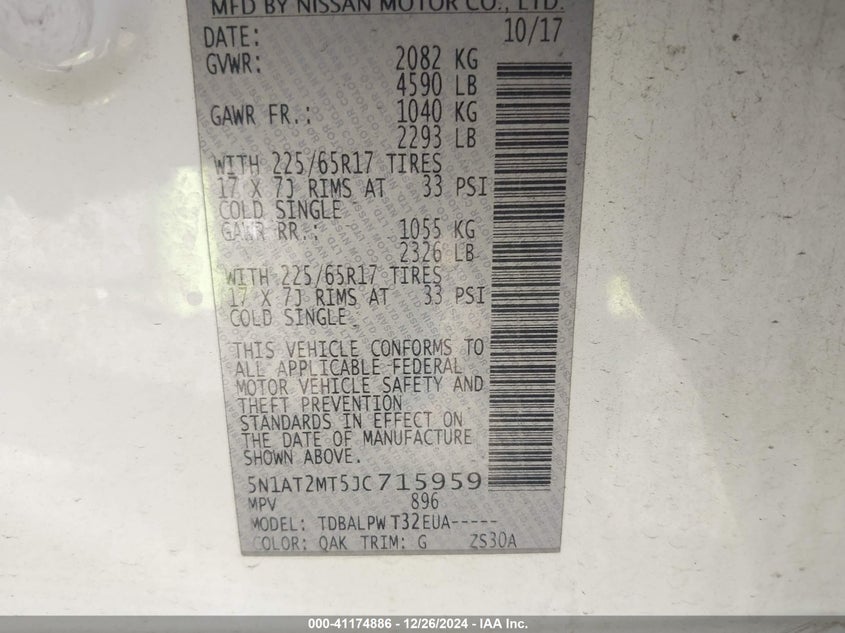 MFD BY NISSAN MOTOR CO., LTD.
DATE: 10/17
GVWR: 2082 KG
4590 LB
GAWR FR.: 1040 KG
2293 LB
WITH 225/65R17 TIRES
17 X 7J RIMS AT 33 PSI
COLD SINGLE
GAWR RR.: 1055 KG
2326 LB
WITH 225/65R17 TIRES
17 X 7J RIMS AT 33 PSI
COLD SINGLE
THIS VEHICLE CONFORMS TO
ALL APPLICABLE FEDERAL
MOTOR VEHICLE SAFETY AND
THEFT PREVENTION
STANDARDS IN EFFECT ON
THE DATE OF MANUFACTURE
SHOWN ABOVE.
5N1AT2MT5JC715959
MPV 896
MODEL: TDBALPW T32EUA-----
COLOR: QAK TRIM: G ZS30A
000-41174886 - 12/26/2024 - IAA Inc.